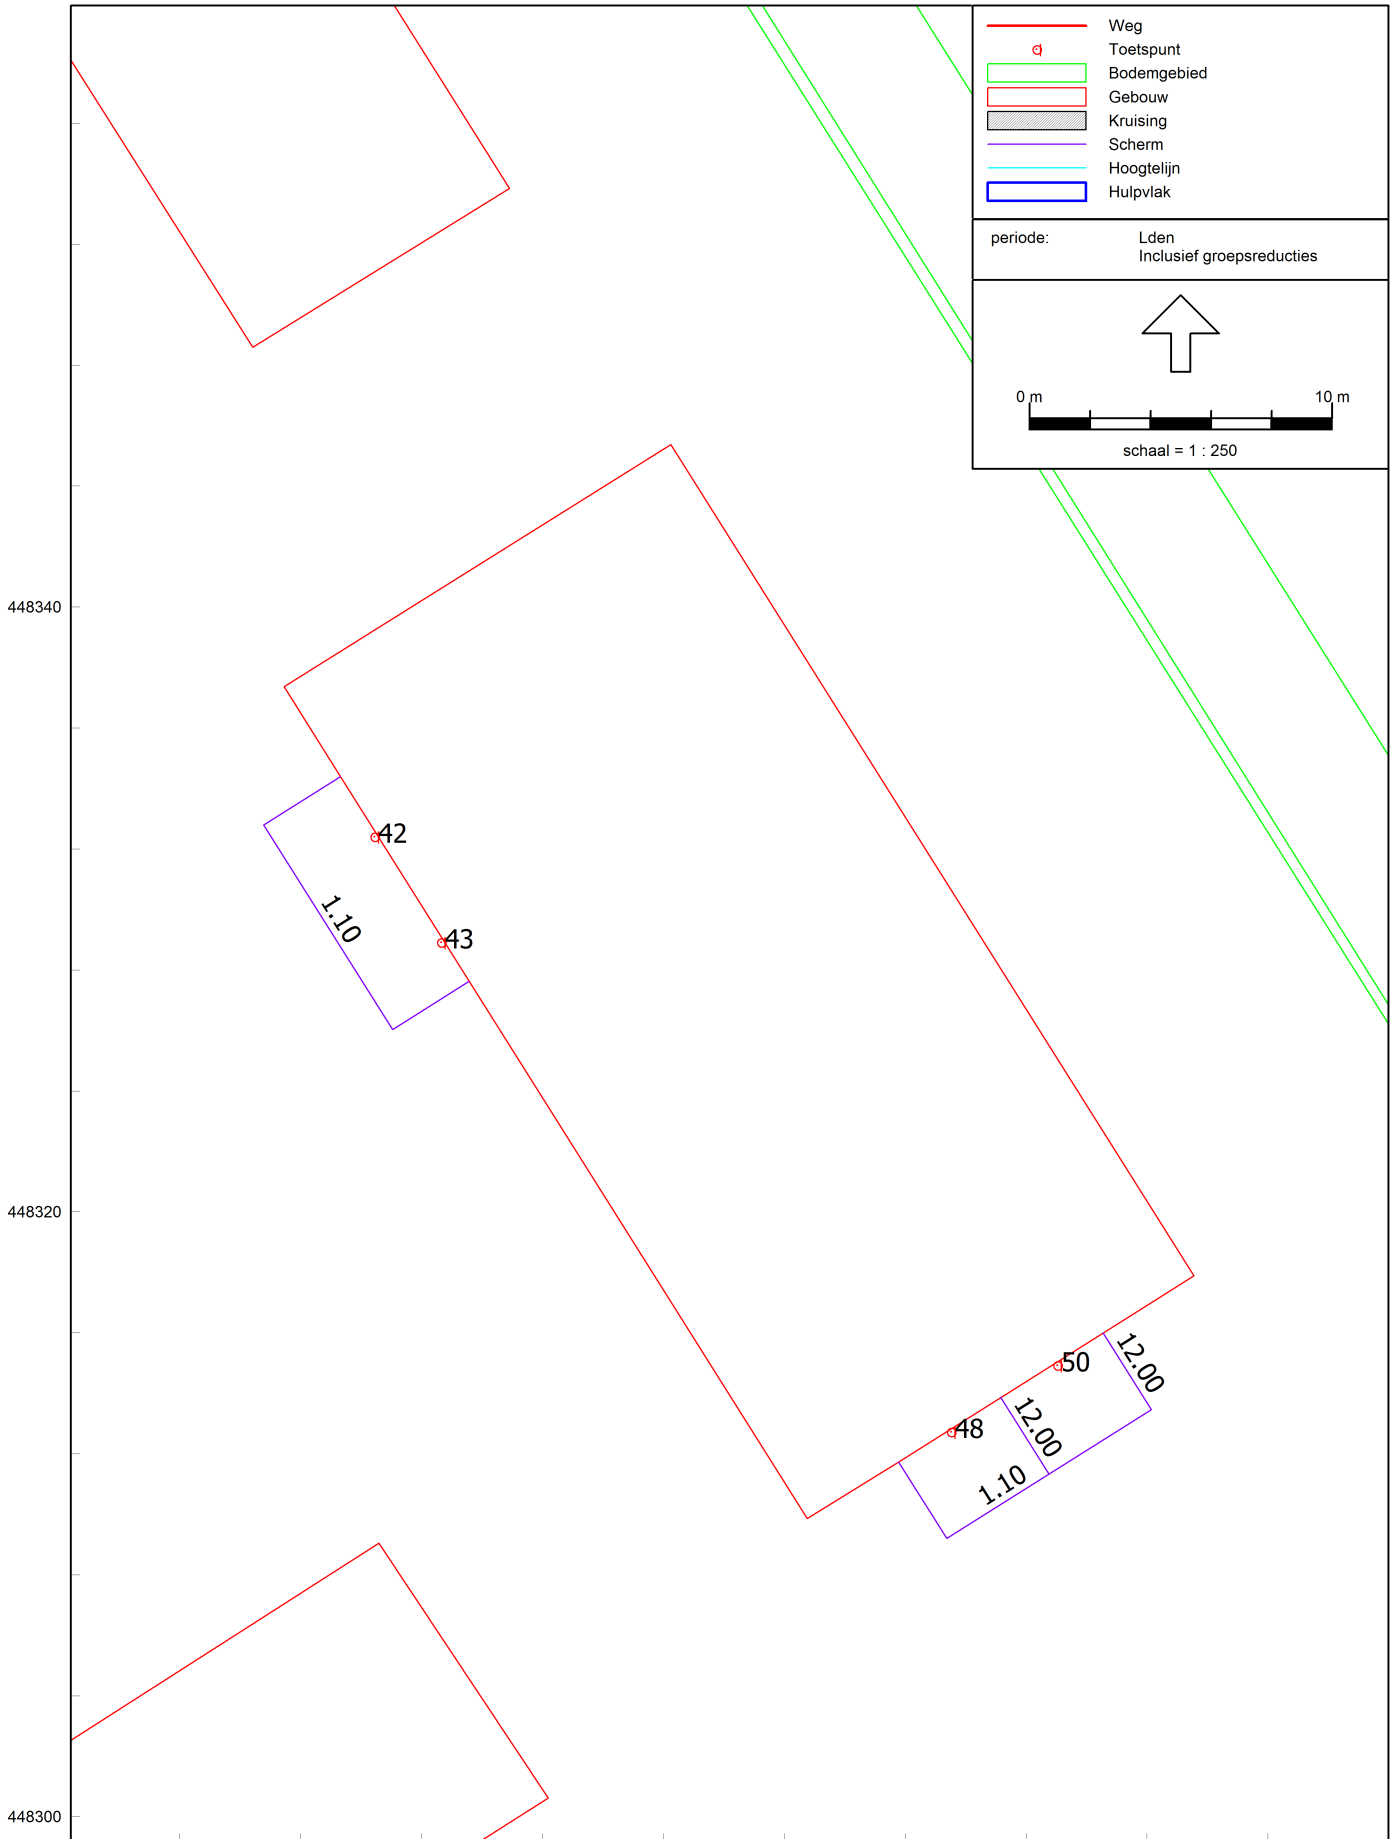 Weg
Toetspunt
Bodemgebied
Gebouw
Kruising
Scherm
Hoogtelijn
Hulpvlak
periode: Lden
Inclusief groepsreducties
0 m 10 m
schaal = 1 : 250
448340
42
1.10
43
448320
12.00
50
12.00
48
1.10
448300